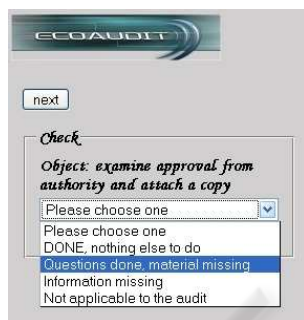 ECOAUDIT
next
Check
Object: examine approval from
authority and attach a copy
Please choose one
Please choose one
DONE, nothing else to do
Questions done, material missing
Information missing
Not applicable to the audit